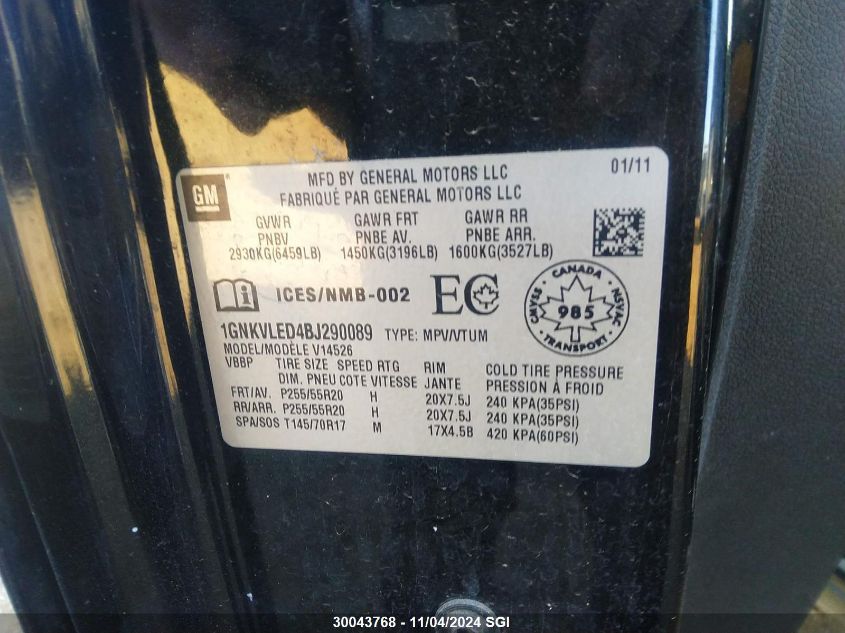 GM
MFD BY GENERAL MOTORS LLC 01/11
FABRIQUÉ PAR GENERAL MOTORS LLC
GVWR GAWR FRT GAWR RR
PNBV PNBE AV. PNBE ARR.
2930KG(6459LB) 1450KG(3196LB) 1600KG(3527LB)
ICES/NMB-002 EC
CANADA
CMVSS 985 NSVAC
TRANSPORT
1GNKVLED4BJ290089 TYPE: MPV/VTUM
MODEL/MODÈLE V14526
VBBP TIRE SIZE SPEED RTG RIM COLD TIRE PRESSURE
DIM. PNEU COTE VITESSE JANTE PRESSION À FROID
FRT/AV. P255/55R20 H 20X7.5J 240 KPA(35PSI)
RR/ARR. P255/55R20 H 20X7.5J 240 KPA(35PSI)
SPA/SOS T145/70R17 M 17X4.5B 420 KPA(60PSI)
30043768 - 11/04/2024 SGI